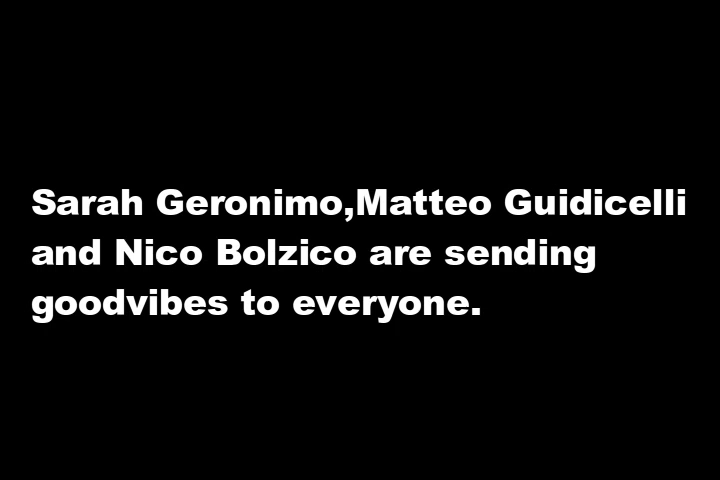 Sarah Geronimo,Matteo Guidicelli
and Nico Bolzico are sending
goodvibes to everyone.